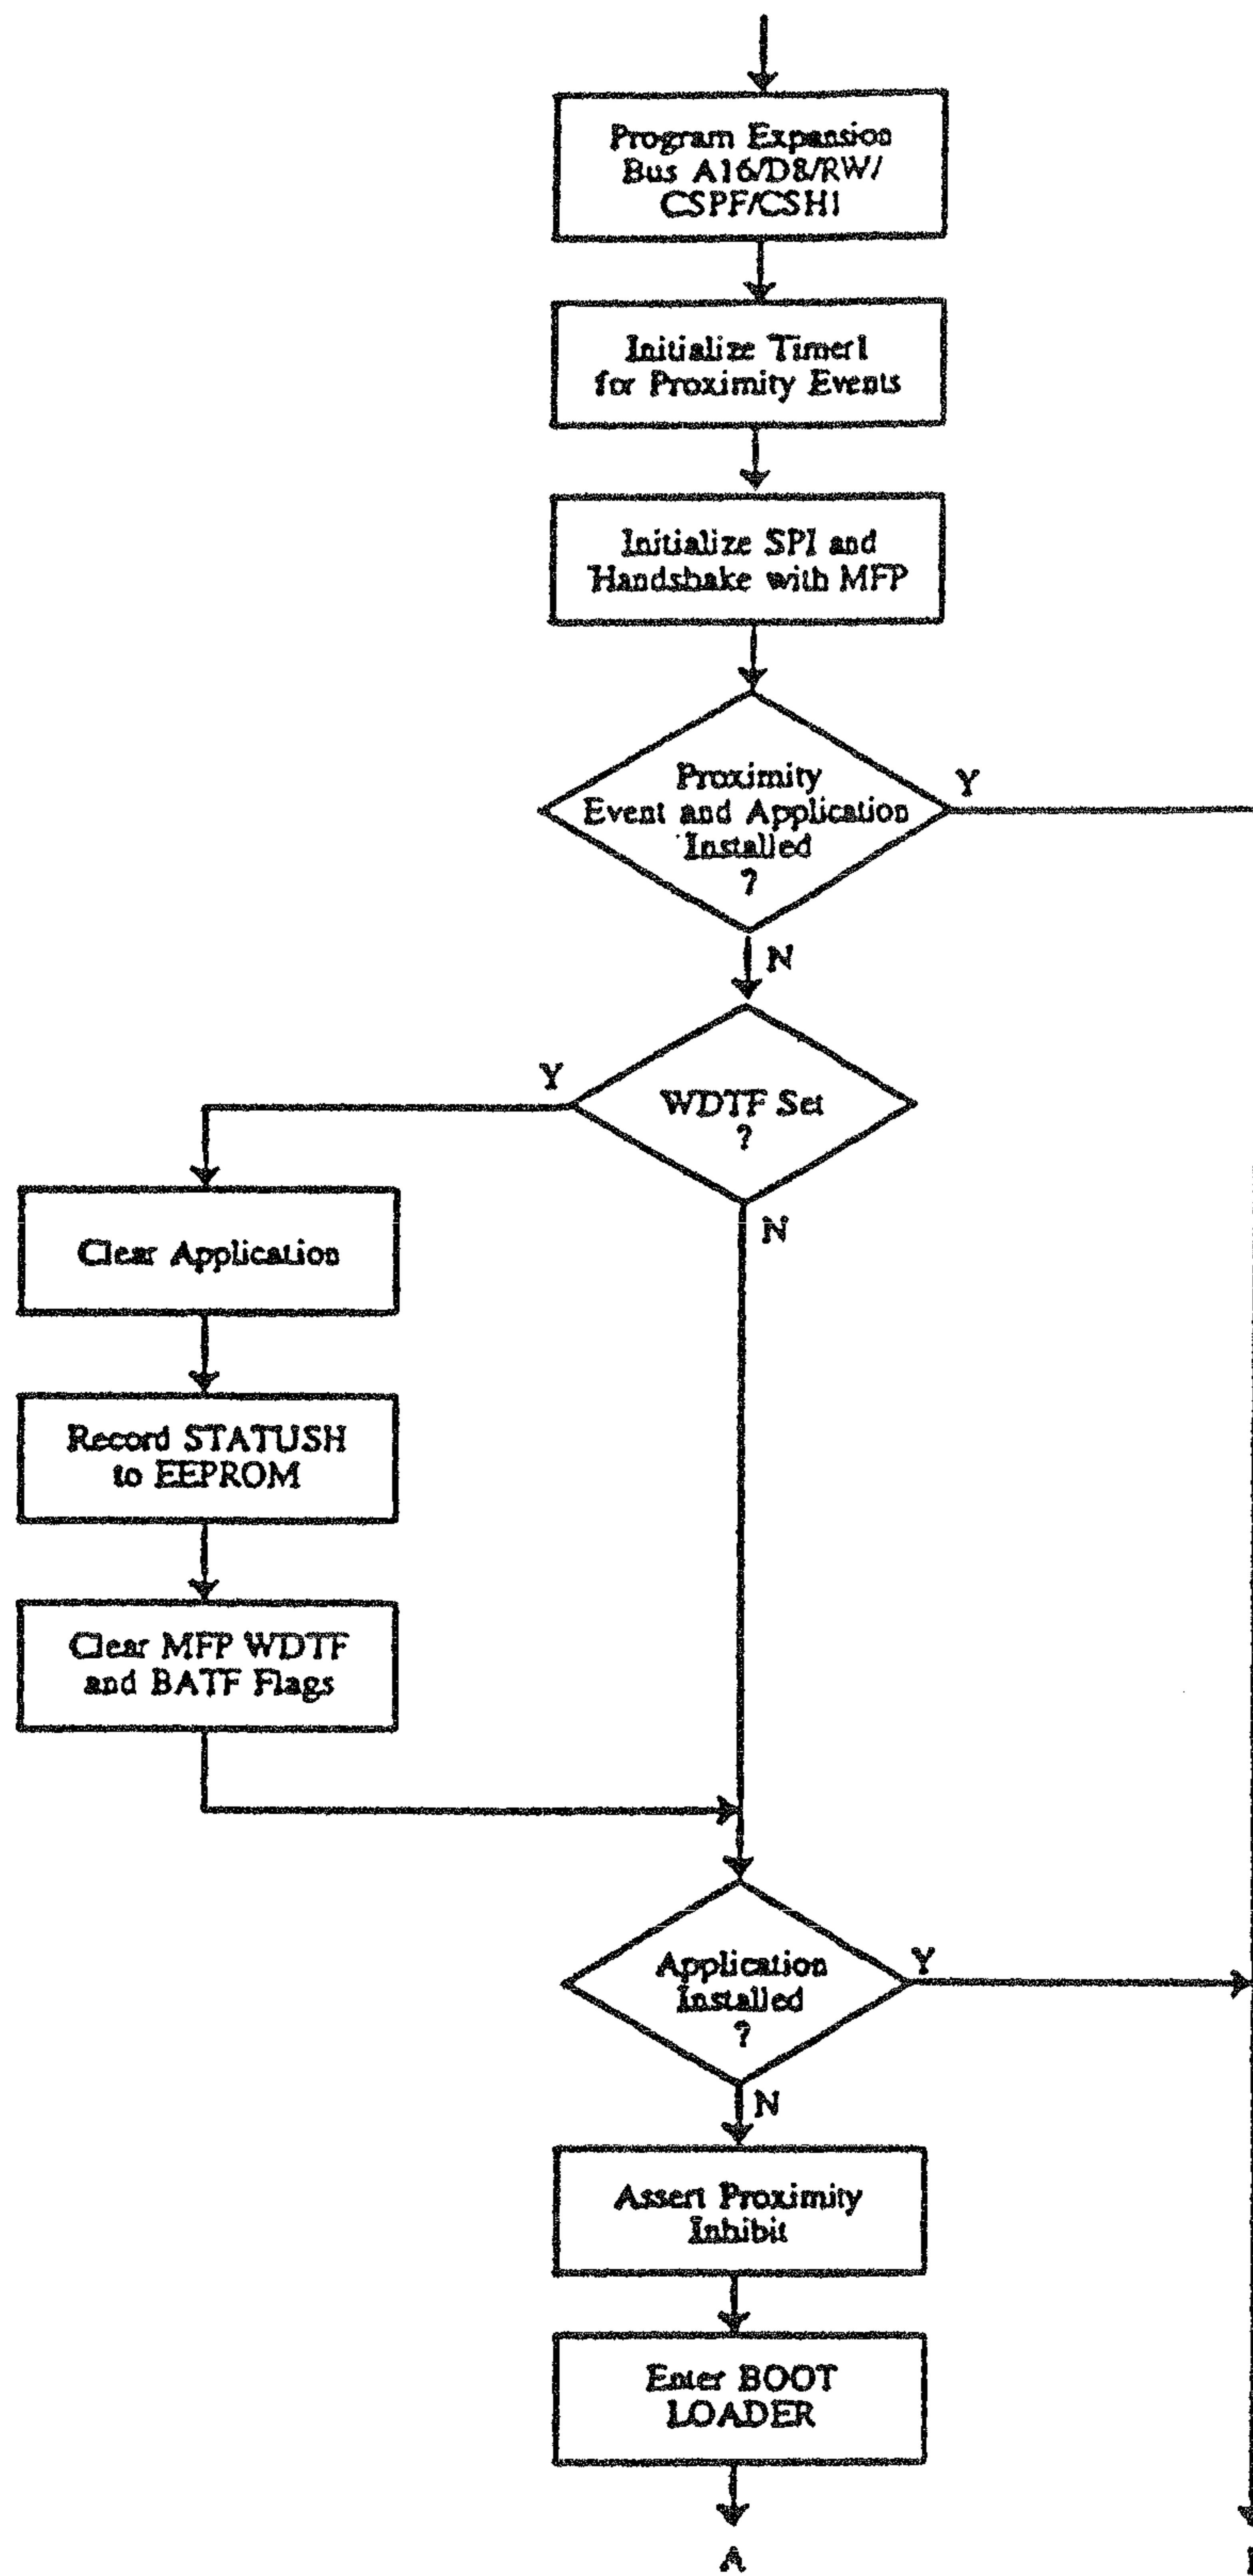 Program Expansion
Bus A16/D8/RW/
CSPF/CSH1
Initialize Timer1
for Proximity Events
Initialize SPI and
Handshake with MFP
Proximity
Event and Application
Installed
?
Y
N
WDTF Set
?
Y
N
Clear Application
Record STATUSH
to EEPROM
Clear MFP WDTF
and BATF Flags
Application
Installed
?
Y
N
Assert Proximity
Inhibit
Enter BOOT
LOADER
A